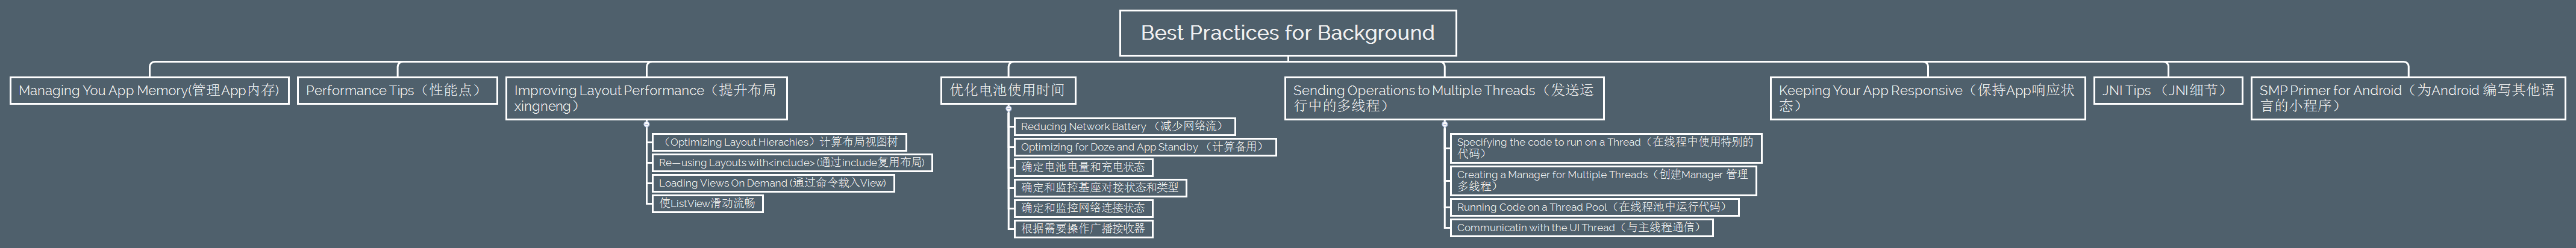 Best Practices for Background
Managing You App Memory(管理App内存)
Performance Tips（性能点）
Improving Layout Performance（提升布局
xingneng）
（Optimizing Layout Hierachies）计算布局视图树
Re—using Layouts with<include> (通过include复用布局)
Loading Views On Demand (通过命令载入View)
使ListView滑动流畅
优化电池使用时间
Reducing Network Battery （减少网络流）
Optimizing for Doze and App Standby （计算备用）
确定电池电量和充电状态
确定和监控基座对接状态和类型
确定和监控网络连接状态
根据需要操作广播接收器
Sending Operations to Multiple Threads（发送运
行中的多线程）
Specifying the code to run on a Thread（在线程中使用特别的
代码）
Creating a Manager for Multiple Threads（创建Manager 管理
多线程）
Running Code on a Thread Pool（在线程池中运行代码）
Communicatin with the UI Thread（与主线程通信）
Keeping Your App Responsive（保持App响应状
态）
JNI Tips （JNI细节）
SMP Primer for Android（为Android 编写其他语
言的小程序）